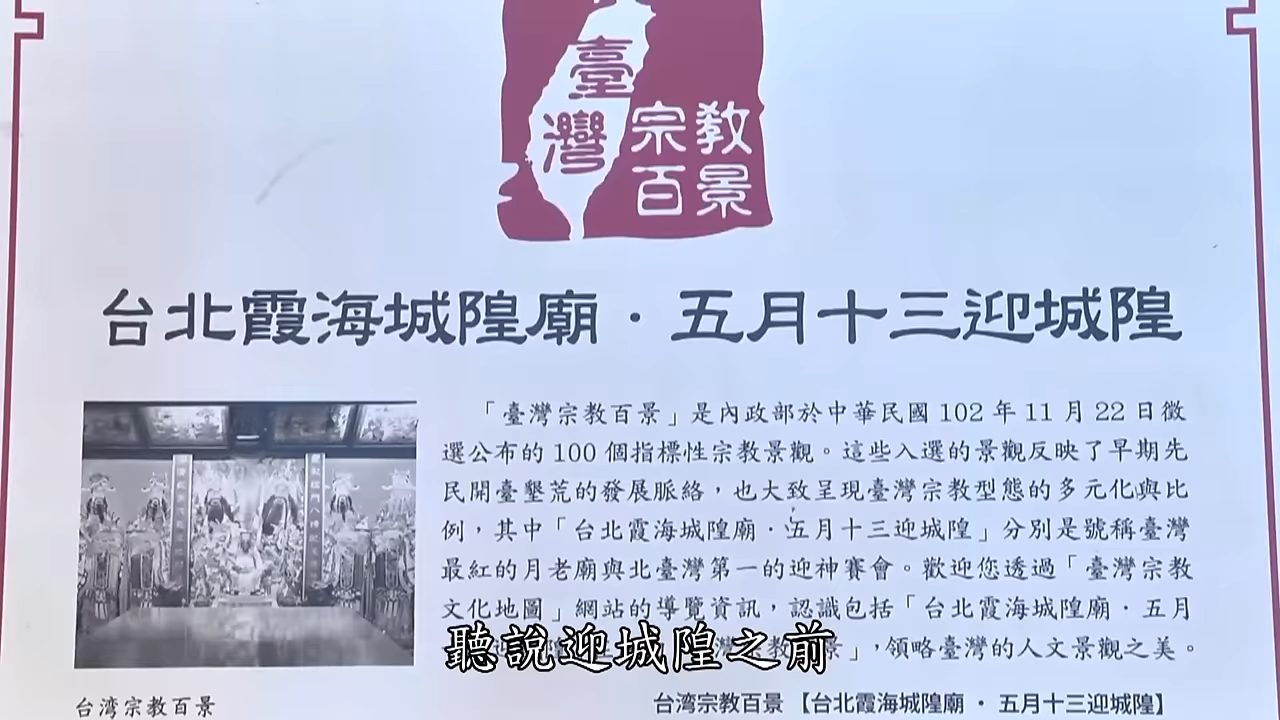 臺灣
宗教
百景
台北霞海城隍廟・五月十三迎城隍
「臺灣宗教百景」是內政部於中華民國 102 年 11 月 22 日徵
選公布的 100 個指標性宗教景觀。這些入選的景觀反映了早期先
民開臺墾荒的發展脈絡，也大致呈現臺灣宗教型態的多元化與比
例，其中「台北霞海城隍廟・五月十三迎城隍」分別是號稱臺灣
最紅的月老廟與北臺灣第一的迎神賽會。歡迎您透過「臺灣宗教
文化地圖」網站的導覽資訊，認識包括「台北霞海城隍廟・五月
景」，領略臺灣的人文景觀之美。
聽說迎城隍之前
台湾宗教百景
台湾宗教百景 【台北霞海城隍廟・五月十三迎城隍】